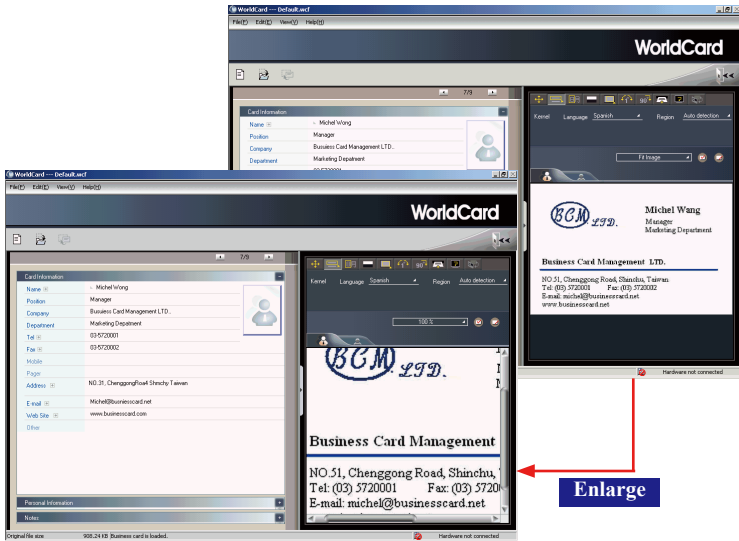 WorldCard --- Default.wcf
File(F) Edit(E) View(V) Help(H)
WorldCard
7/9
Card Information
Name
Michel Wong
Position
Manager
Company
Busuiess Card Management LTD..
Department
Marketing Depatment
Kernel Language Spanish Region Auto detection
Fit Image
BCM LTD.
Michel Wang
Manager
Marketing Department
Business Card Management LTD.
NO.51, Chenggong Road, Shinchu, Taiwan
Tel: (03) 5720001 Fax: (03) 5720002
E-mail: michel@businesscard.net
www.businesscard.net
Hardware not connected
WorldCard --- Default.wcf
File(F) Edit(E) View(V) Help(H)
WorldCard
7/9
Card Information
Name
Michel Wong
Position
Manager
Company
Busuiess Card Management LTD..
Department
Marketing Depatment
Tel
03-5720001
Fax
03-5720002
Mobile
Pager
Address
NO.31, ChenggongRoa4 Shmchy Taiwan
E-mail
Michel@busniesscard.net
Web Site
www.businesscard.com
Other
Personal Information
Notes
Kernel Language Spanish Region Auto detection
100 %
BCM LTD.
Business Card Management
NO.51, Chenggong Road, Shinchu,
Tel: (03) 5720001 Fax: (03) 5720
E-mail: michel@businesscard.net
Original file size 908.24 KB Business card is loaded.
Hardware not connected
Enlarge